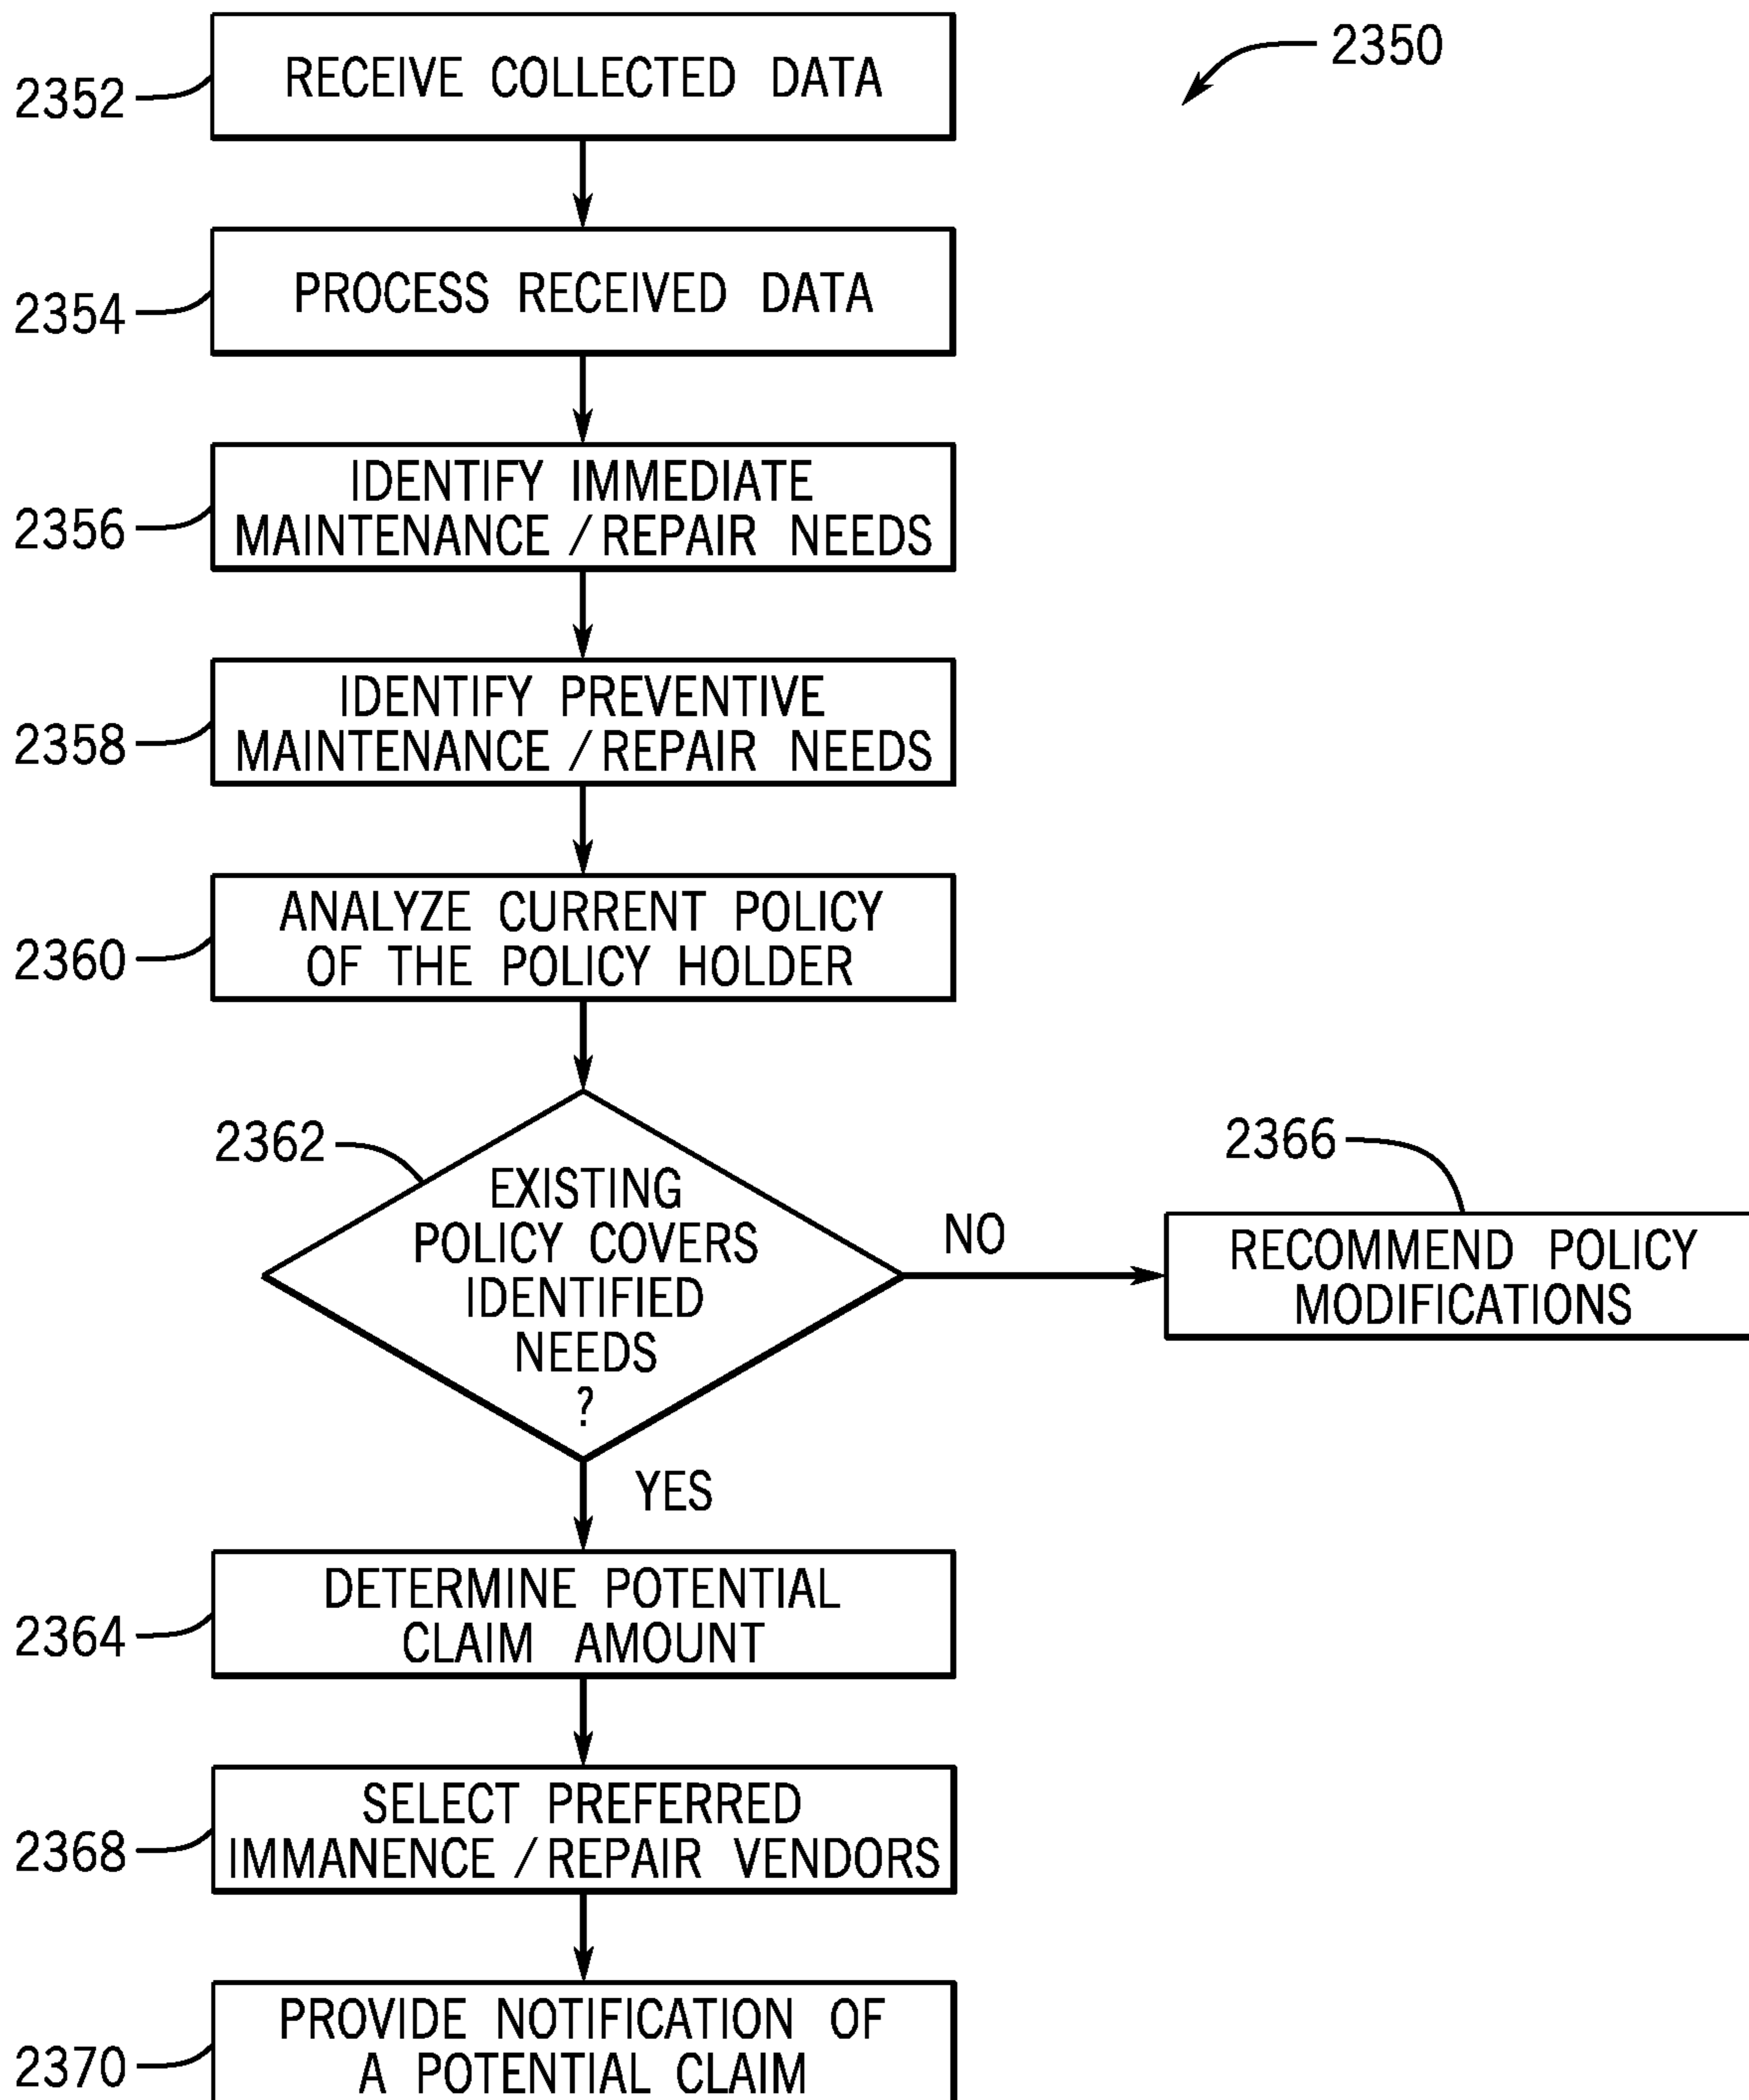 2350
2352
RECEIVE COLLECTED DATA
2354
PROCESS RECEIVED DATA
2356
IDENTIFY IMMEDIATE
MAINTENANCE / REPAIR NEEDS
2358
IDENTIFY PREVENTIVE
MAINTENANCE / REPAIR NEEDS
2360
ANALYZE CURRENT POLICY
OF THE POLICY HOLDER
2362
EXISTING
POLICY COVERS
IDENTIFIED
NEEDS
?
NO
2366
RECOMMEND POLICY
MODIFICATIONS
YES
2364
DETERMINE POTENTIAL
CLAIM AMOUNT
2368
SELECT PREFERRED
IMMANENCE / REPAIR VENDORS
2370
PROVIDE NOTIFICATION OF
A POTENTIAL CLAIM